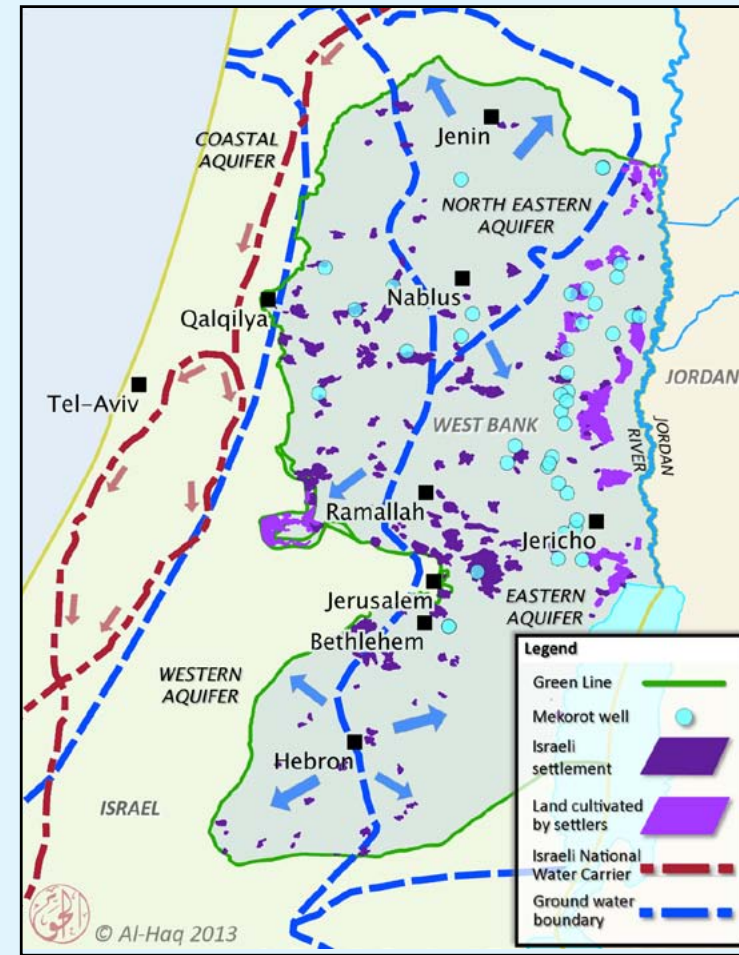 COASTAL
AQUIFER
Jenin
NORTH EASTERN
AQUIFER
Nablus
Qalqilya
Tel-Aviv
JORDAN
WEST BANK
JORDAN
RIVER
Ramallah
Jericho
Jerusalem
EASTERN
AQUIFER
Bethlehem
WESTERN
AQUIFER
Hebron
ISRAEL
Legend
Green Line
Mekorot well
Israeli
settlement
Land cultivated
by settlers
Israeli National
Water Carrier
Ground water
boundary
الحق
© Al-Haq 2013